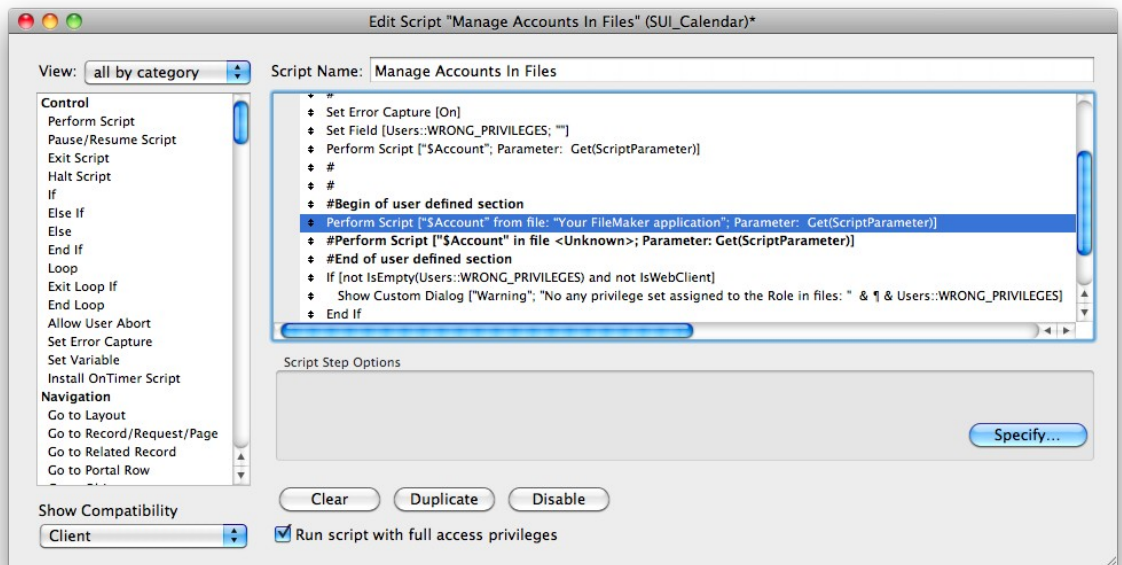 Edit Script "Manage Accounts In Files" (SUI_Calendar)*
View: all by category
Script Name: Manage Accounts In Files
Control
Perform Script
Pause/Resume Script
Exit Script
Halt Script
If
Else If
Else
End If
Loop
Exit Loop If
End Loop
Allow User Abort
Set Error Capture
Set Variable
Install OnTimer Script
Navigation
Go to Layout
Go to Record/Request/Page
Go to Related Record
Go to Portal Row
#
Set Error Capture [On]
Set Field [Users::WRONG_PRIVILEGES; ""]
Perform Script ["$Account"; Parameter: Get(ScriptParameter)]
#
#
#Begin of user defined section
Perform Script ["$Account" from file: "Your FileMaker application"; Parameter: Get(ScriptParameter)]
#Perform Script ["$Account" in file <Unknown>; Parameter: Get(ScriptParameter)]
#End of user defined section
If [not IsEmpty(Users::WRONG_PRIVILEGES) and not IsWebClient]
Show Custom Dialog ["Warning"; "No any privilege set assigned to the Role in files: " & ¶ & Users::WRONG_PRIVILEGES]
End If
Script Step Options
Specify...
Clear
Duplicate
Disable
Show Compatibility
Client
Run script with full access privileges